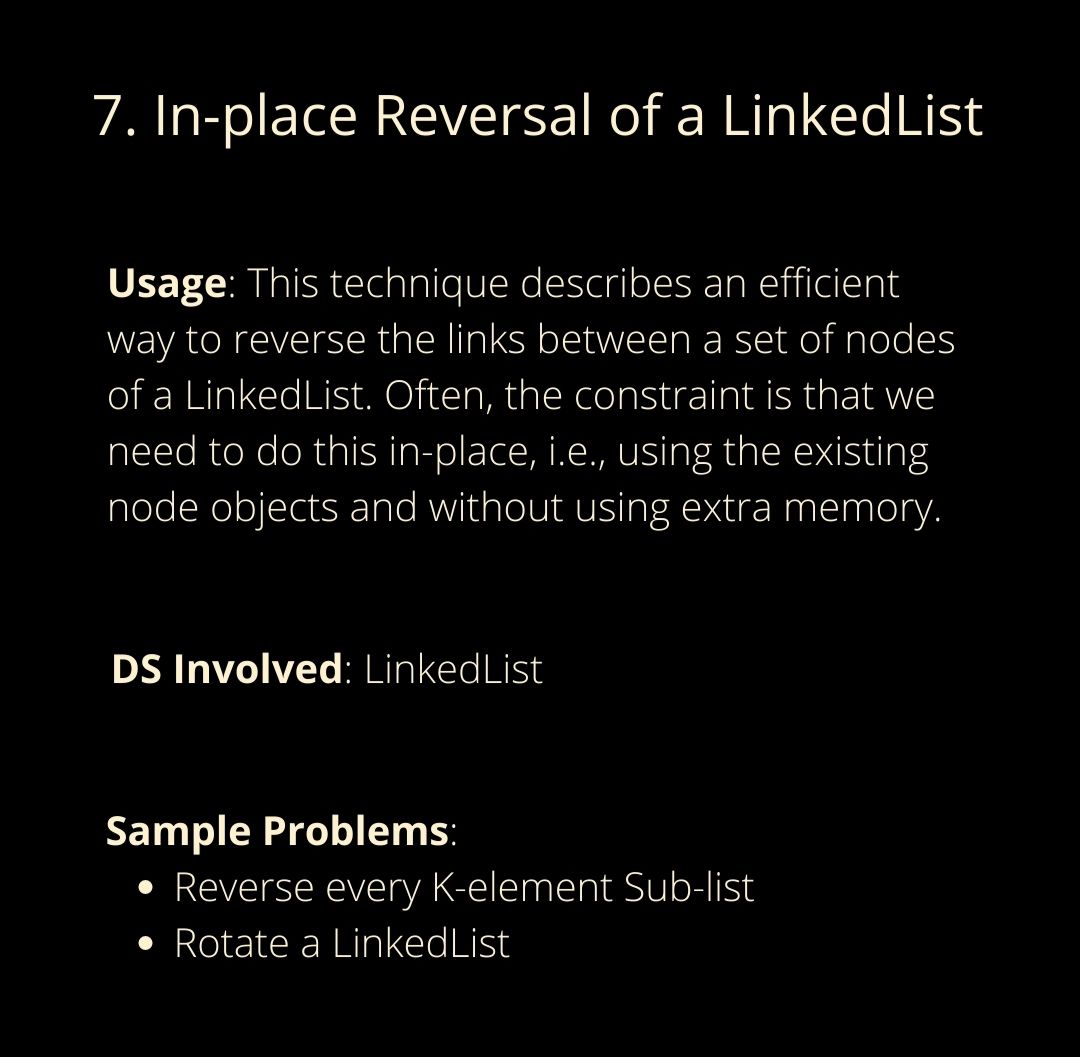 7. In-place Reversal of a LinkedList
Usage: This technique describes an efficient
way to reverse the links between a set of nodes
of a LinkedList. Often, the constraint is that we
need to do this in-place, i.e., using the existing
node objects and without using extra memory.
DS Involved: LinkedList
Sample Problems:
• Reverse every K-element Sub-list
• Rotate a LinkedList